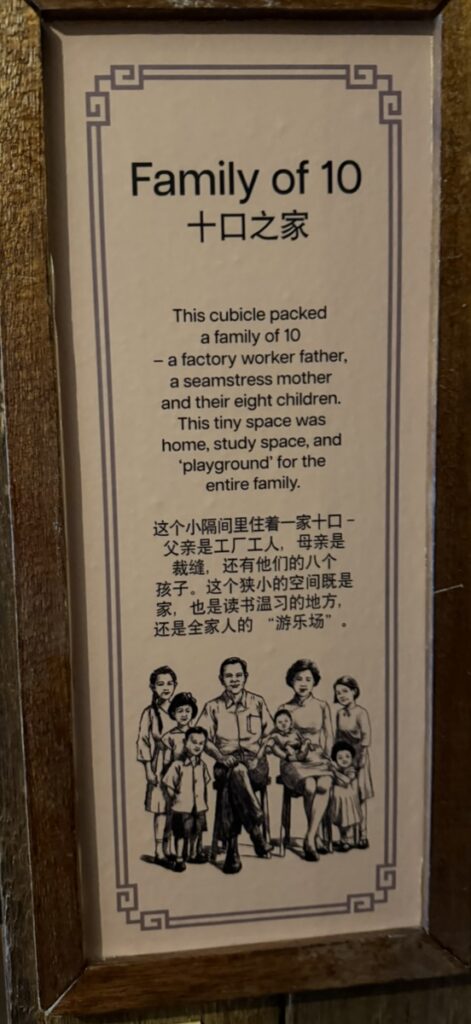 Family of 10
十口之家
This cubicle packed
a family of 10
– a factory worker father,
a seamstress mother
and their eight children.
This tiny space was
home, study space, and
‘playground’ for the
entire family.
这个小隔间里住着一家十口 –
父亲是工厂工人，母亲是
裁缝，还有他们的八个
孩子。这个狭小的空间既是
家，也是读书温习的地方，
还是全家人的 “游乐场”。